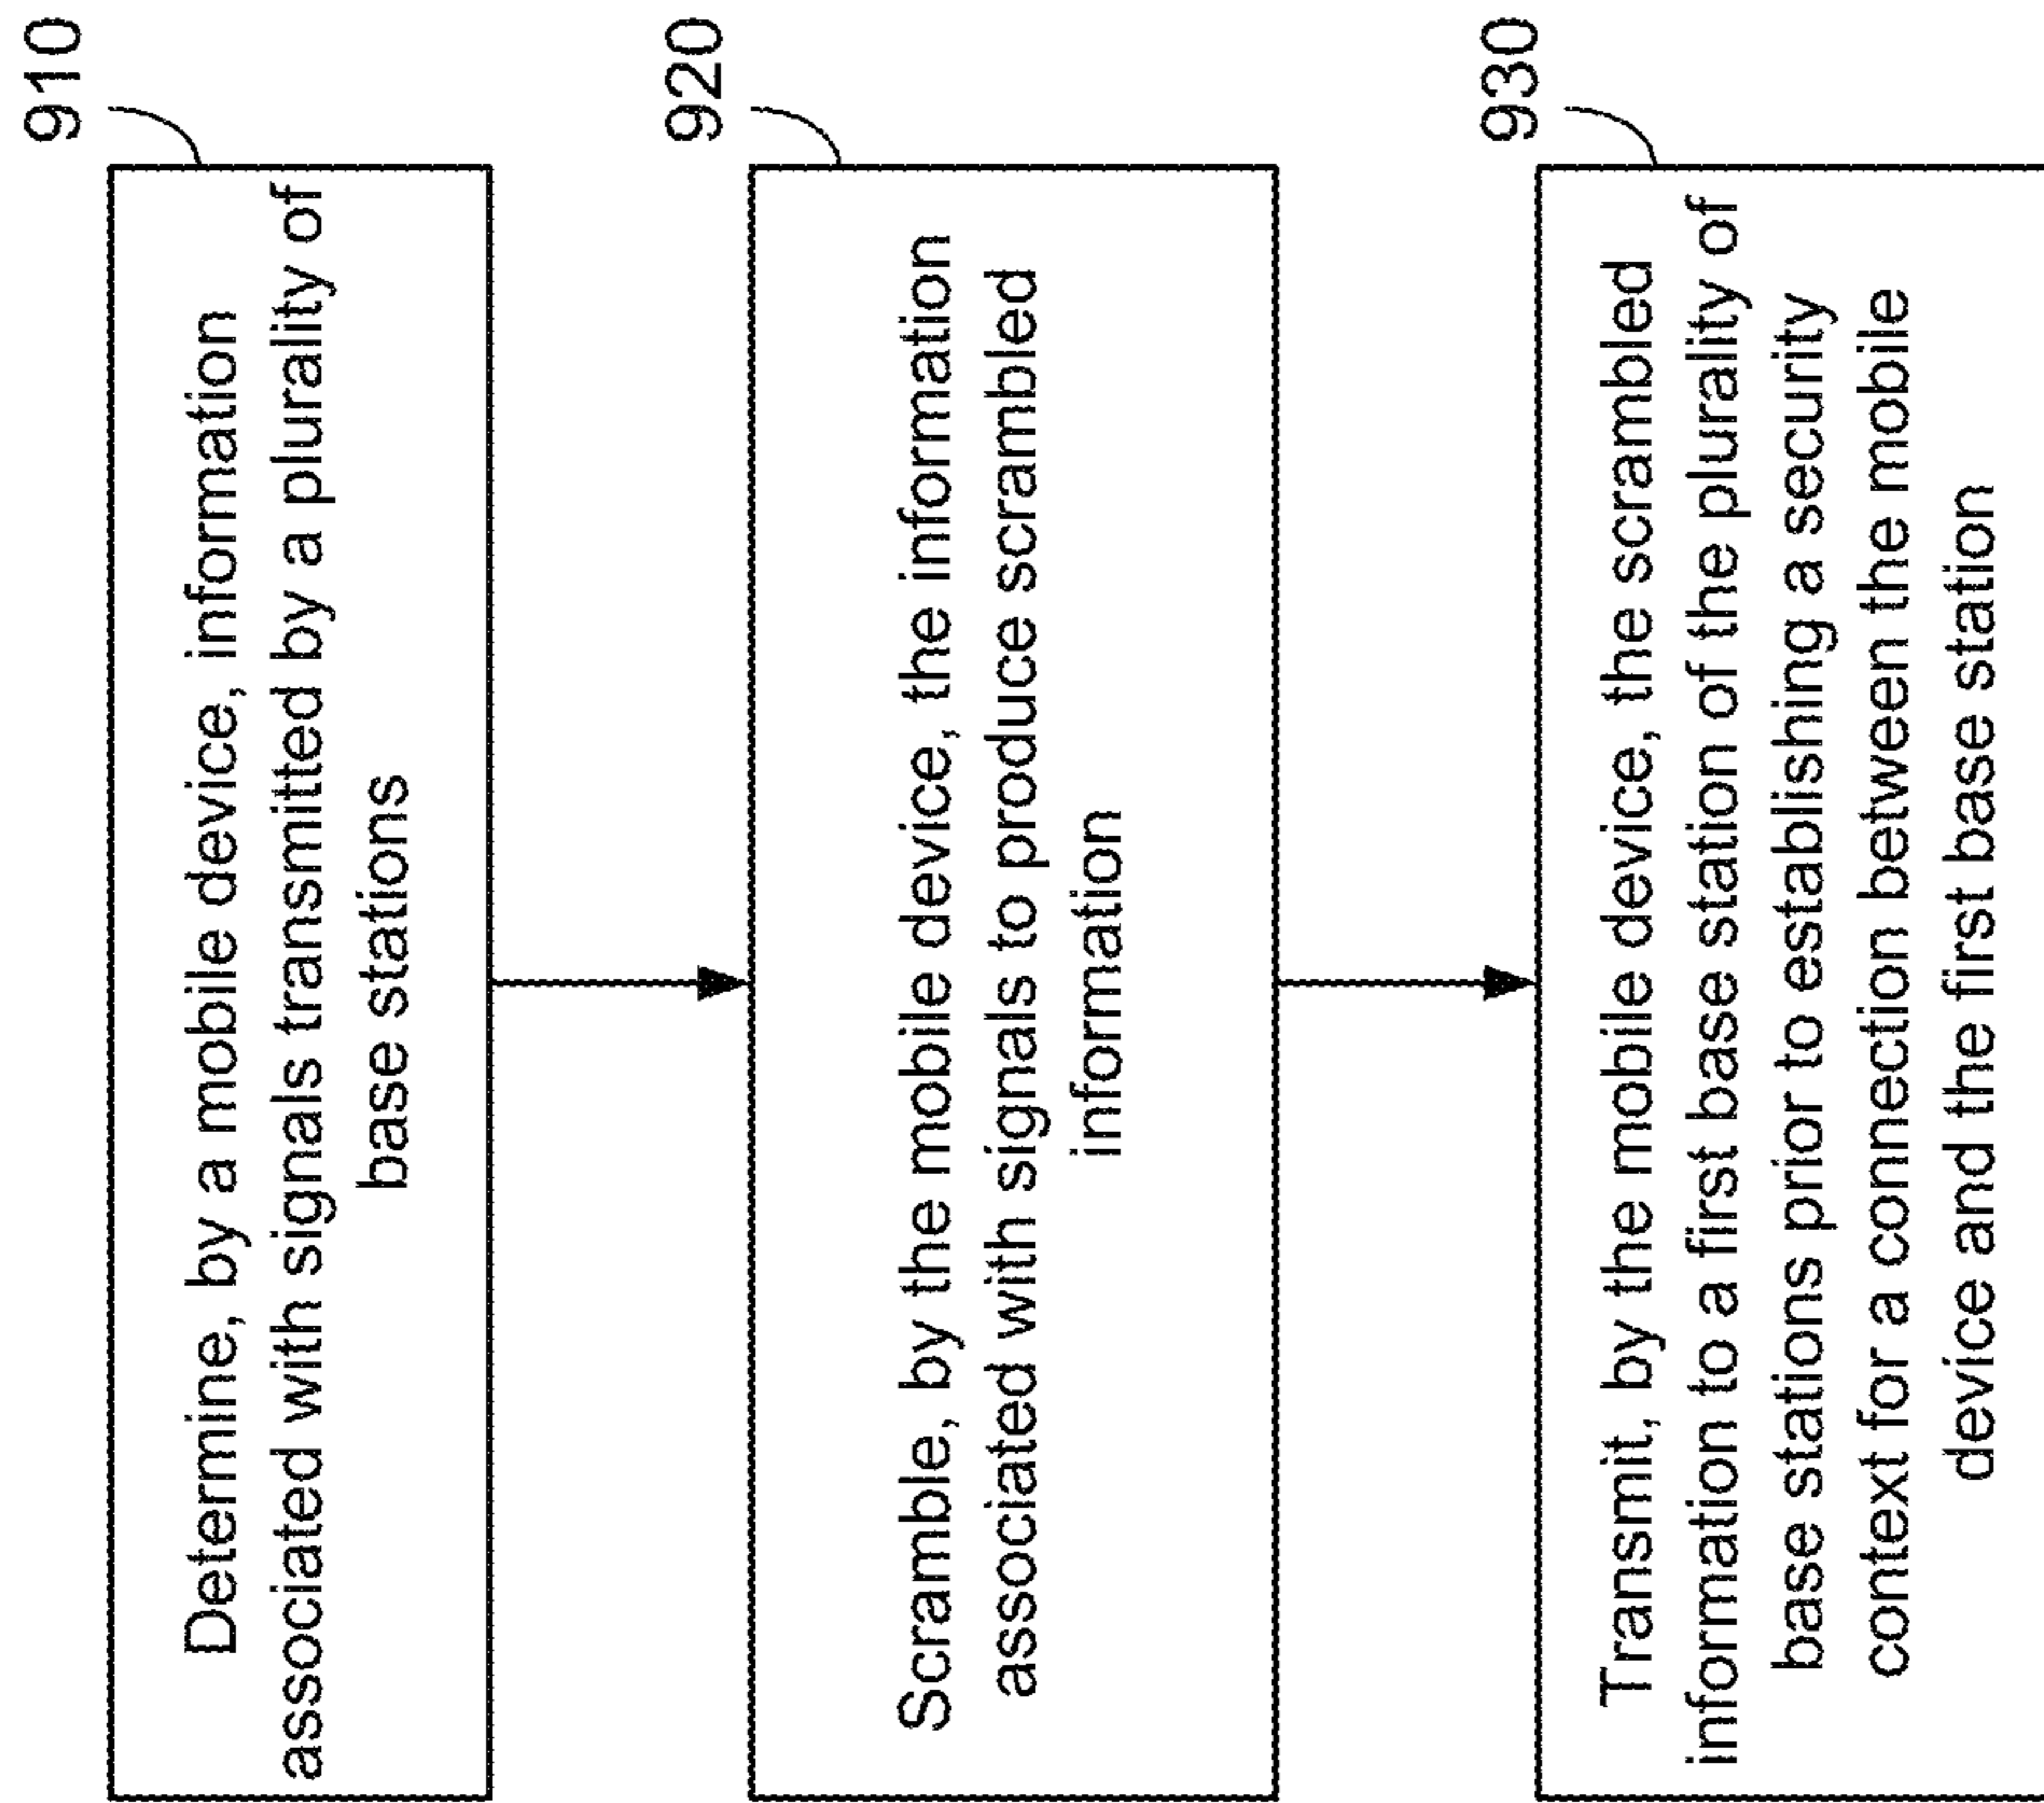 910
Determine, by a mobile device, information
associated with signals transmitted by a plurality of
base stations
920
Scramble, by the mobile device, the information
associated with signals to produce scrambled
information
930
Transmit, by the mobile device, the scrambled
information to a first base station of the plurality of
base stations prior to establishing a security
context for a connection between the mobile
device and the first base station